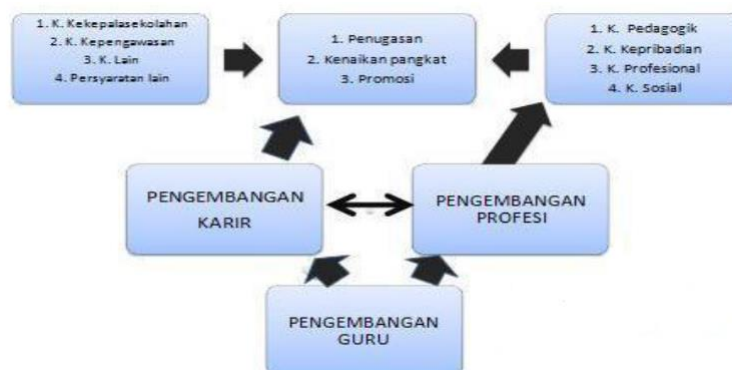 1. K. Kekepalasekolahan
2. K. Kepengawasan
3. K. Lain
4. Persyaratan lain
1. Penugasan
2. Kenaikan pangkat
3. Promosi
1. K. Pedagogik
2. K. Kepribadian
3. K. Profesional
4. K. Sosial
PENGEMBANGAN
KARIR
PENGEMBANGAN
PROFESI
PENGEMBANGAN
GURU